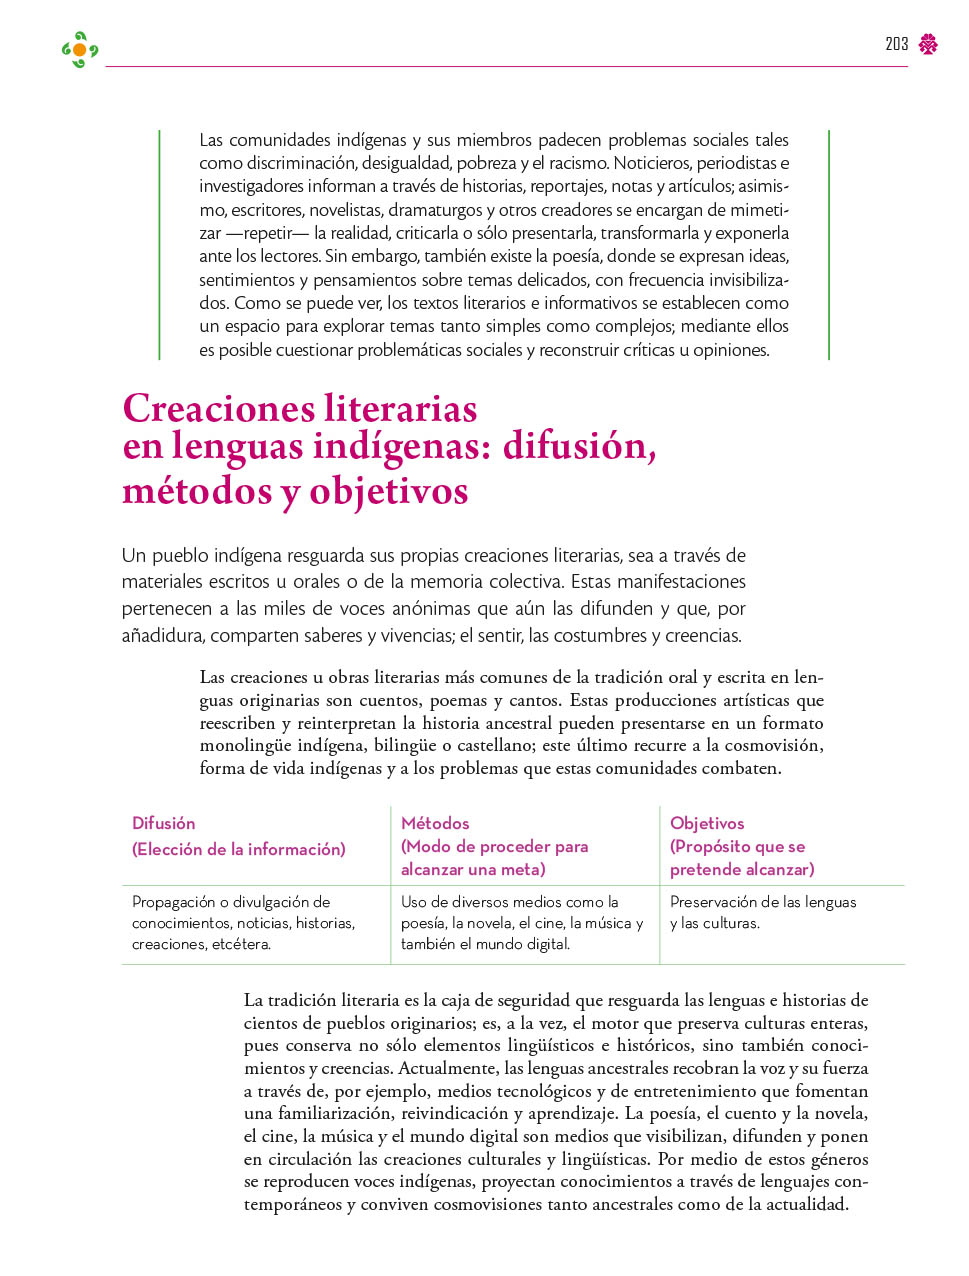 203
Las comunidades indígenas y sus miembros padecen problemas sociales tales
como discriminación, desigualdad, pobreza y el racismo. Noticieros, periodistas e
investigadores informan a través de historias, reportajes, notas y artículos; asimis-
mo, escritores, novelistas, dramaturgos y otros creadores se encargan de mimeti-
zar —repetir— la realidad, criticarla o sólo presentarla, transformarla y exponerla
ante los lectores. Sin embargo, también existe la poesía, donde se expresan ideas,
sentimientos y pensamientos sobre temas delicados, con frecuencia invisibiliza-
dos. Como se puede ver, los textos literarios e informativos se establecen como
un espacio para explorar temas tanto simples como complejos; mediante ellos
es posible cuestionar problemáticas sociales y reconstruir críticas u opiniones.
Creaciones literarias
en lenguas indígenas: difusión,
métodos y objetivos
Un pueblo indígena resguarda sus propias creaciones literarias, sea a través de
materiales escritos u orales o de la memoria colectiva. Estas manifestaciones
pertenecen a las miles de voces anónimas que aún las difunden y que, por
añadidura, comparten saberes y vivencias; el sentir, las costumbres y creencias.
Las creaciones u obras literarias más comunes de la tradición oral y escrita en len-
guas originarias son cuentos, poemas y cantos. Estas producciones artísticas que
reescriben y reinterpretan la historia ancestral pueden presentarse en un formato
monolingüe indígena, bilingüe o castellano; este último recurre a la cosmovisión,
forma de vida indígenas y a los problemas que estas comunidades combaten.
Difusión
(Elección de la información)
Métodos
(Modo de proceder para
alcanzar una meta)
Objetivos
(Propósito que se
pretende alcanzar)
Propagación o divulgación de
conocimientos, noticias, historias,
creaciones, etcétera.
Uso de diversos medios como la
poesía, la novela, el cine, la música y
también el mundo digital.
Preservación de las lenguas
y las culturas.
La tradición literaria es la caja de seguridad que resguarda las lenguas e historias de
cientos de pueblos originarios; es, a la vez, el motor que preserva culturas enteras,
pues conserva no sólo elementos lingüísticos e históricos, sino también conoci-
mientos y creencias. Actualmente, las lenguas ancestrales recobran la voz y su fuerza
a través de, por ejemplo, medios tecnológicos y de entretenimiento que fomentan
una familiarización, reivindicación y aprendizaje. La poesía, el cuento y la novela,
el cine, la música y el mundo digital son medios que visibilizan, difunden y ponen
en circulación las creaciones culturales y lingüísticas. Por medio de estos géneros
se reproducen voces indígenas, proyectan conocimientos a través de lenguajes con-
temporáneos y conviven cosmovisiones tanto ancestrales como de la actualidad.